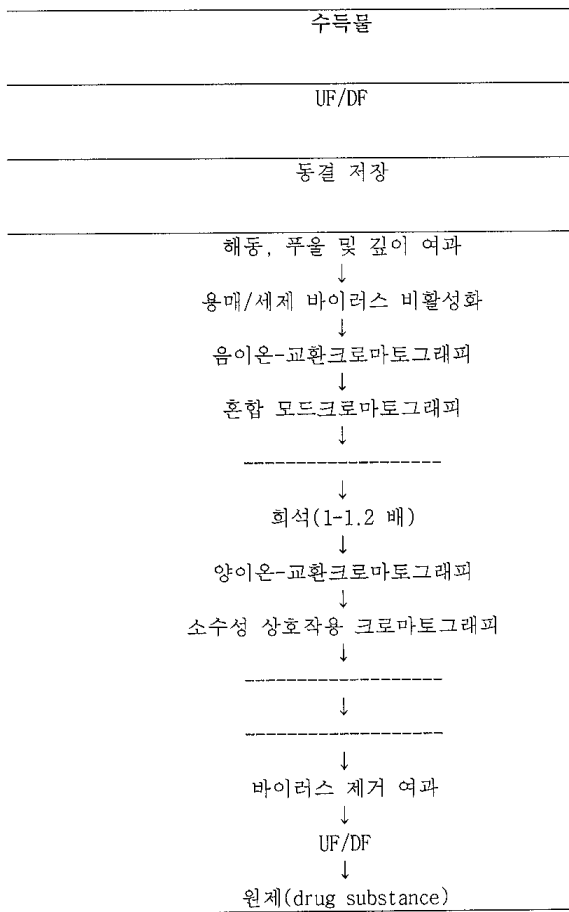 수득물
UF/DF
동결 저장
해동, 푸울 및 깊이 여과
↓
용매/세제 바이러스 비활성화
↓
음이온-교환크로마토그래피
↓
혼합 모드크로마토그래피
↓
-------------------
↓
희석(1-1.2 배)
↓
양이온-교환크로마토그래피
↓
소수성 상호작용 크로마토그래피
↓
-------------------
↓
-------------------
↓
바이러스 제거 여과
↓
UF/DF
↓
원제(drug substance)